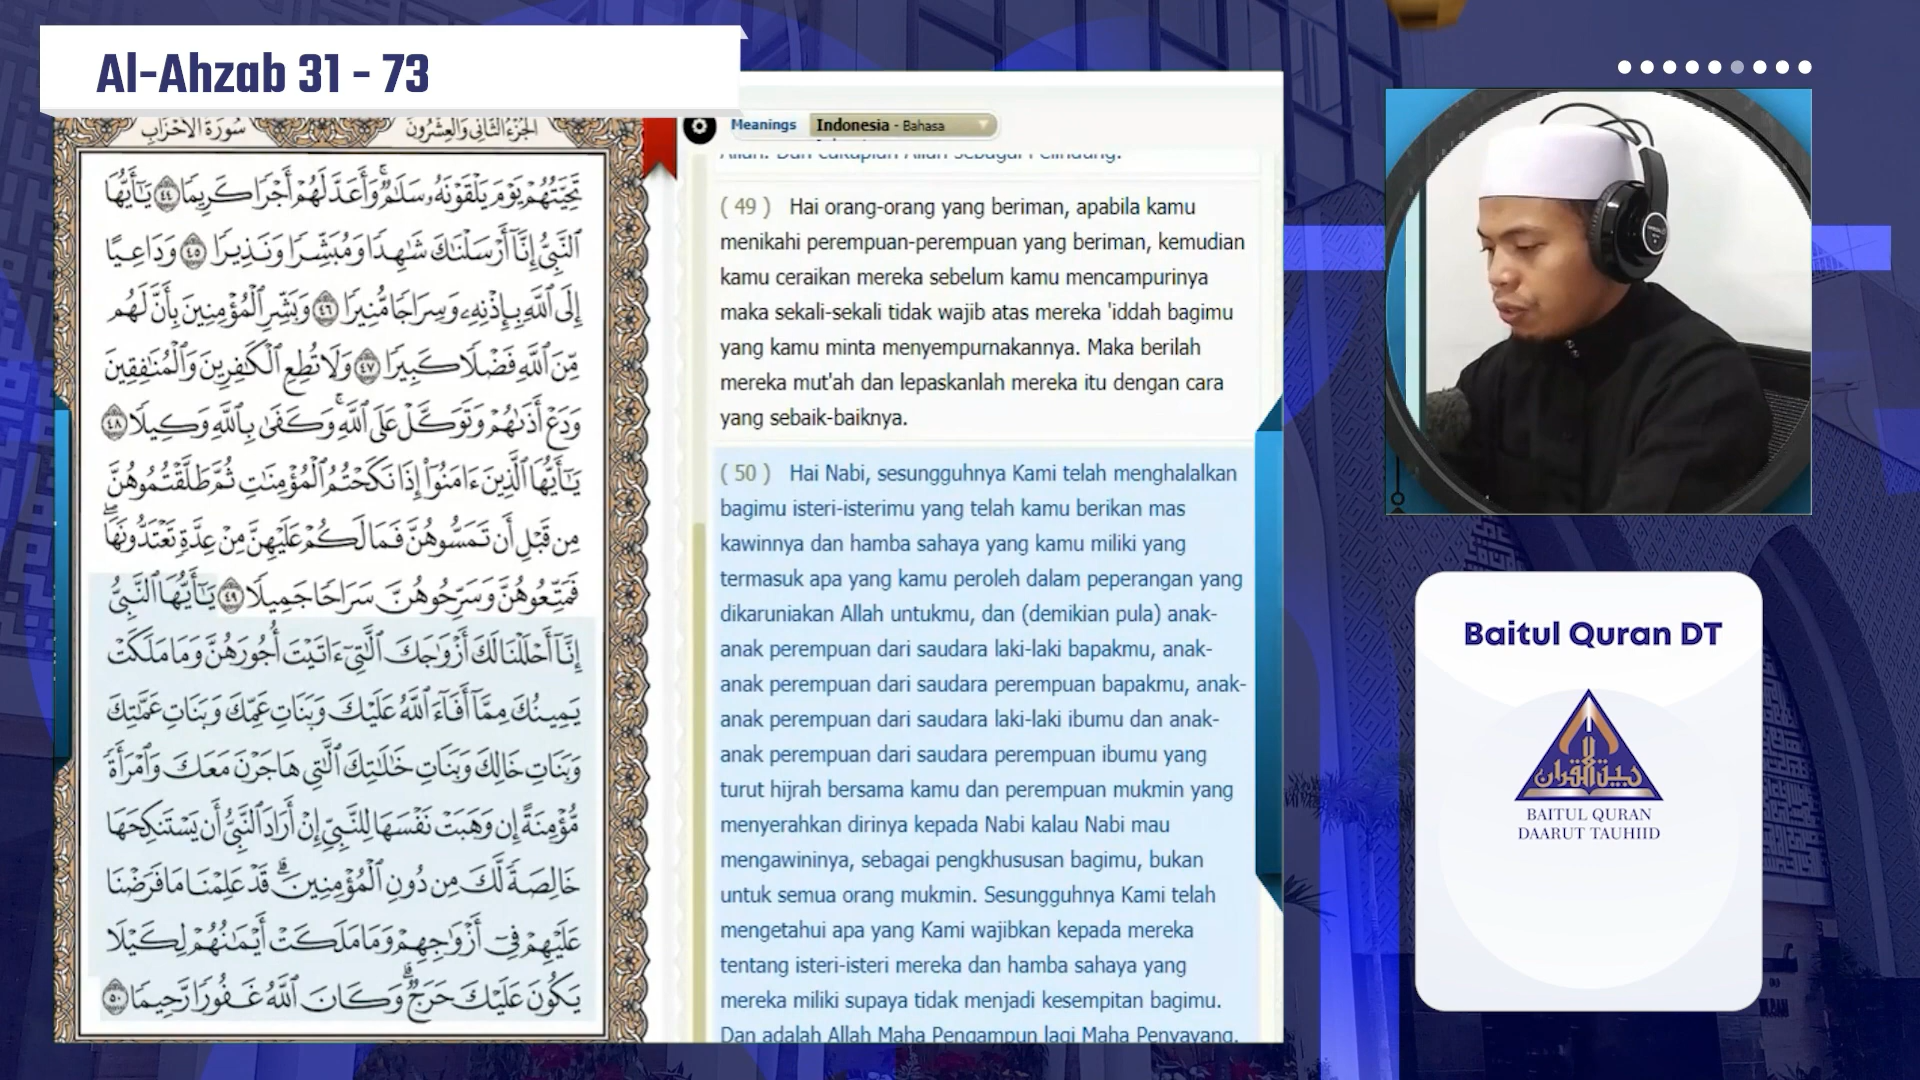 Al-Ahzab 31 - 73
سورة الأحزاب
الجزء الثاني والعشرون
تَحِيَّتُهُمْ يَوْمَ يَلْقَوْنَهُۥ سَلَٰمٌ ۚ وَأَعَدَّ لَهُمْ أَجْرًا كَرِيمًا ٤٤ يَٰٓأَيُّهَا
ٱلنَّبِىُّ إِنَّآ أَرْسَلْنَٰكَ شَٰهِدًا وَمُبَشِّرًا وَنَذِيرًا ٤٥ وَدَاعِيًا
إِلَى ٱللَّهِ بِإِذْنِهِۦ وَسِرَاجًا مُّنِيرًا ٤٦ وَبَشِّرِ ٱلْمُؤْمِنِينَ بِأَنَّ لَهُم
مِّنَ ٱللَّهِ فَضْلًا كَبِيرًا ٤٧ وَلَا تُطِعِ ٱلْكَٰفِرِينَ وَٱلْمُنَٰفِقِينَ
وَدَعْ أَذَىٰهُمْ وَتَوَكَّلْ عَلَى ٱللَّهِ ۚ وَكَفَىٰ بِٱللَّهِ وَكِيلًا ٤٨
يَٰٓأَيُّهَا ٱلَّذِينَ ءَامَنُوٓا۟ إِذَا نَكَحْتُمُ ٱلْمُؤْمِنَٰتِ ثُمَّ طَلَّقْتُمُوهُنَّ
مِن قَبْلِ أَن تَمَسُّوهُنَّ فَمَا لَكُمْ عَلَيْهِنَّ مِنْ عِدَّةٍ تَعْتَدُّونَهَا ۖ
فَمَتِّعُوهُنَّ وَسَرِّحُوهُنَّ سَرَاحًا جَمِيلًا ٤٩ يَٰٓأَيُّهَا ٱلنَّبِىُّ
إِنَّآ أَحْلَلْنَا لَكَ أَزْوَٰجَكَ ٱلَّٰتِىٓ ءَاتَيْتَ أُجُورَهُنَّ وَمَا مَلَكَتْ
يَمِينُكَ مِمَّآ أَفَآءَ ٱللَّهُ عَلَيْكَ وَبَنَاتِ عَمِّكَ وَبَنَاتِ عَمَّٰتِكَ
وَبَنَاتِ خَالِكَ وَبَنَاتِ خَٰلَٰتِكَ ٱلَّٰتِى هَاجَرْنَ مَعَكَ وَٱمْرَأَةً
مُّؤْمِنَةً إِن وَهَبَتْ نَفْسَهَا لِلنَّبِىِّ إِنْ أَرَادَ ٱلنَّبِىُّ أَن يَسْتَنكِحَهَا
خَالِصَةً لَّكَ مِن دُونِ ٱلْمُؤْمِنِينَ ۗ قَدْ عَلِمْنَا مَا فَرَضْنَا
عَلَيْهِمْ فِىٓ أَزْوَٰجِهِمْ وَمَا مَلَكَتْ أَيْمَٰنُهُمْ لِكَيْلَا
يَكُونَ عَلَيْكَ حَرَجٌ ۗ وَكَانَ ٱللَّهُ غَفُورًا رَّحِيمًا ٥٠
Meanings Indonesia - Bahasa
Allah. Dan cukuplah Allah sebagai Pelindung.
( 49 ) Hai orang-orang yang beriman, apabila kamu
menikahi perempuan-perempuan yang beriman, kemudian
kamu ceraikan mereka sebelum kamu mencampurinya
maka sekali-sekali tidak wajib atas mereka 'iddah bagimu
yang kamu minta menyempurnakannya. Maka berilah
mereka mut'ah dan lepaskanlah mereka itu dengan cara
yang sebaik-baiknya.
( 50 ) Hai Nabi, sesungguhnya Kami telah menghalalkan
bagimu isteri-isterimu yang telah kamu berikan mas
kawinnya dan hamba sahaya yang kamu miliki yang
termasuk apa yang kamu peroleh dalam peperangan yang
dikaruniakan Allah untukmu, dan (demikian pula) anak-
anak perempuan dari saudara laki-laki bapakmu, anak-
anak perempuan dari saudara perempuan bapakmu, anak-
anak perempuan dari saudara laki-laki ibumu dan anak-
anak perempuan dari saudara perempuan ibumu yang
turut hijrah bersama kamu dan perempuan mukmin yang
menyerahkan dirinya kepada Nabi kalau Nabi mau
mengawininya, sebagai pengkhususan bagimu, bukan
untuk semua orang mukmin. Sesungguhnya Kami telah
mengetahui apa yang Kami wajibkan kepada mereka
tentang isteri-isteri mereka dan hamba sahaya yang
mereka miliki supaya tidak menjadi kesempitan bagimu.
Dan adalah Allah Maha Pengampun lagi Maha Penyayang.
Baitul Quran DT
بيت القرآن
BAITUL QURAN
DAARUT TAUHIID